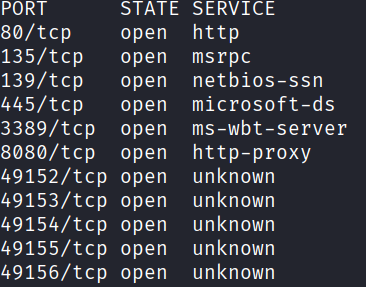 PORT STATE SERVICE
80/tcp open http
135/tcp open msrpc
139/tcp open netbios-ssn
445/tcp open microsoft-ds
3389/tcp open ms-wbt-server
8080/tcp open http-proxy
49152/tcp open unknown
49153/tcp open unknown
49154/tcp open unknown
49155/tcp open unknown
49156/tcp open unknown